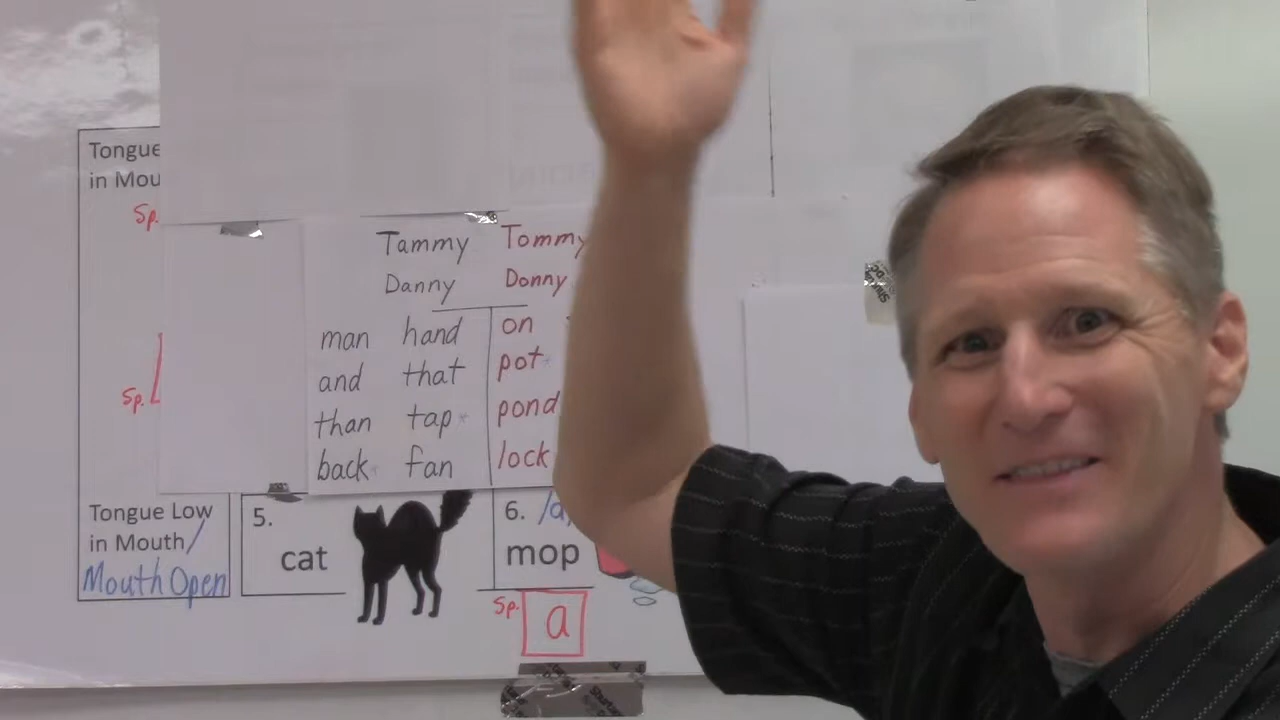 Tongue
in Mou
Sp.
Sp.
Tammy Tommy
Danny Donny
man hand on
and that pot
than tap pond
back fan lock
Tongue Low
in Mouth/
Mouth Open
5.
cat
6. /a/
mop
Sp. a